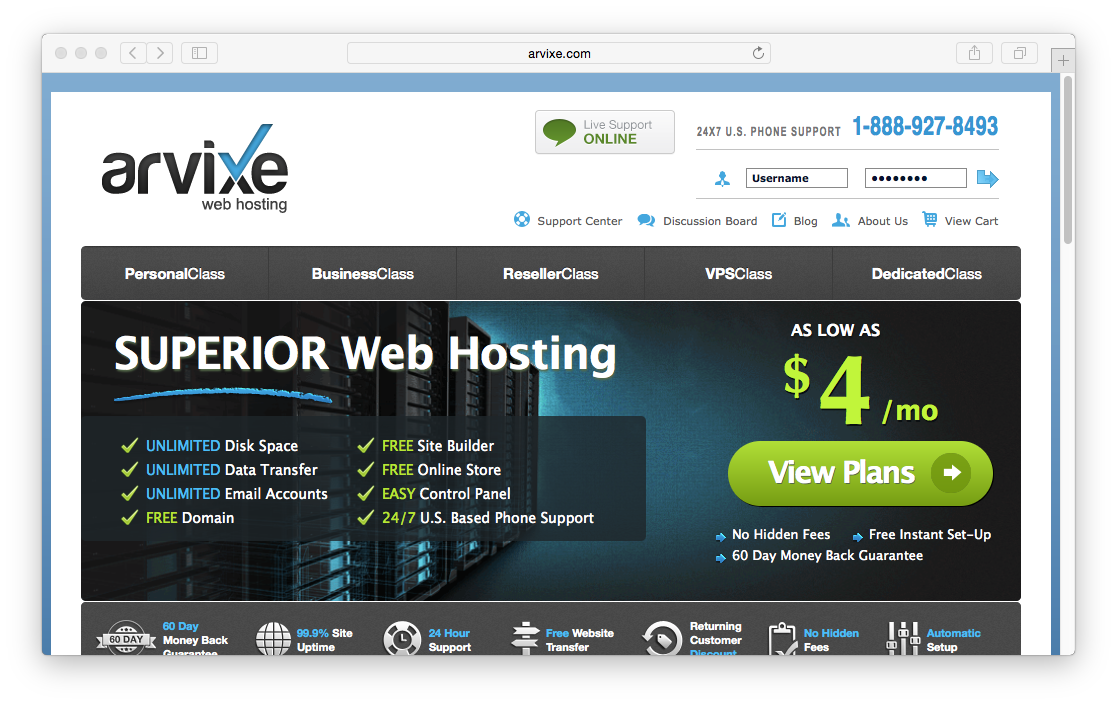 arvixe.com
arvixe
web hosting
Live Support
ONLINE
24X7 U.S. PHONE SUPPORT 1-888-927-8493
Username ••••••••
Support Center Discussion Board Blog About Us View Cart
PersonalClass BusinessClass ResellerClass VPSClass DedicatedClass
SUPERIOR Web Hosting
UNLIMITED Disk Space
UNLIMITED Data Transfer
UNLIMITED Email Accounts
FREE Domain
FREE Site Builder
FREE Online Store
EASY Control Panel
24/7 U.S. Based Phone Support
AS LOW AS
$4/mo
View Plans
No Hidden Fees Free Instant Set-Up
60 Day Money Back Guarantee
60 DAY
60 Day
Money Back
Guarantee
99.9% Site
Uptime
24 Hour
Support
Free Website
Transfer
Returning
Customer
Discount
No Hidden
Fees
Automatic
Setup